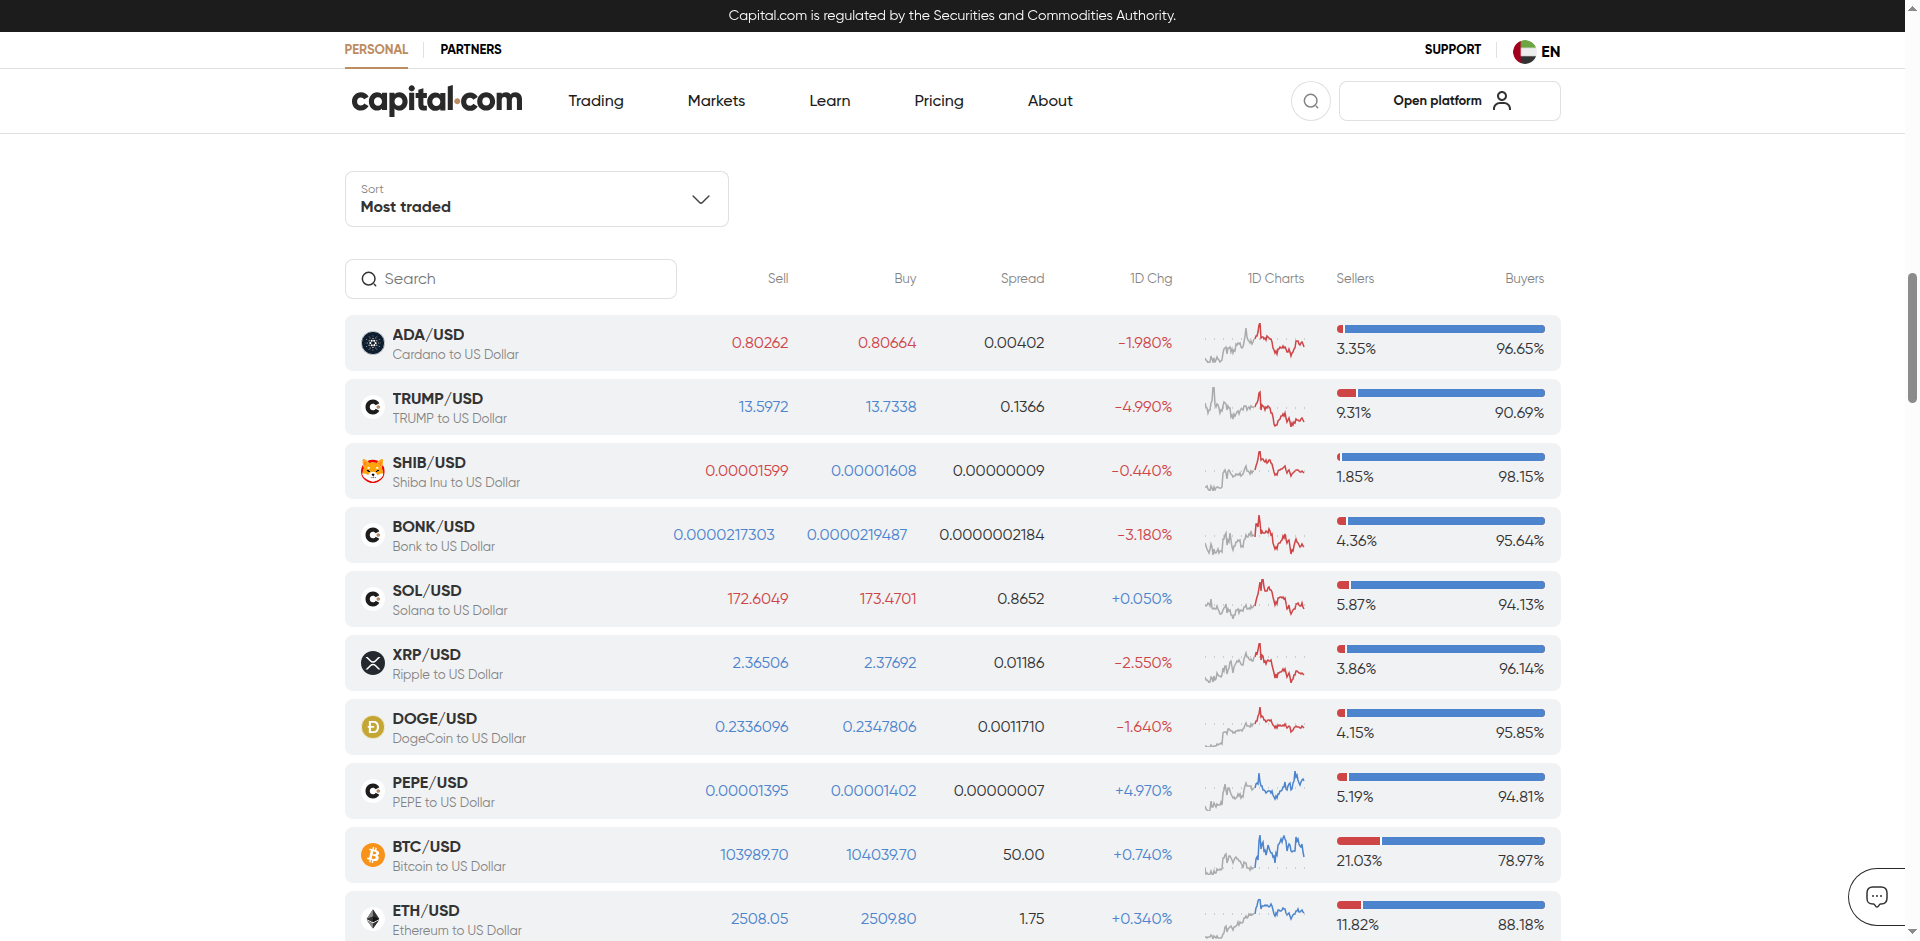 Capital.com is regulated by the Securities and Commodities Authority.
PERSONAL PARTNERS SUPPORT EN
capital.com Trading Markets Learn Pricing About Open platform
Sort
Most traded
Search Sell Buy Spread 1D Chg 1D Charts Sellers Buyers
ADA/USD
Cardano to US Dollar
0.80262 0.80664 0.00402 -1.980% 3.35% 96.65%
TRUMP/USD
TRUMP to US Dollar
13.5972 13.7338 0.1366 -4.990% 9.31% 90.69%
SHIB/USD
Shiba Inu to US Dollar
0.00001599 0.00001608 0.00000009 -0.440% 1.85% 98.15%
BONK/USD
Bonk to US Dollar
0.0000217303 0.0000219487 0.0000002184 -3.180% 4.36% 95.64%
SOL/USD
Solana to US Dollar
172.6049 173.4701 0.8652 +0.050% 5.87% 94.13%
XRP/USD
Ripple to US Dollar
2.36506 2.37692 0.01186 -2.550% 3.86% 96.14%
DOGE/USD
DogeCoin to US Dollar
0.2336096 0.2347806 0.0011710 -1.640% 4.15% 95.85%
PEPE/USD
PEPE to US Dollar
0.00001395 0.00001402 0.00000007 +4.970% 5.19% 94.81%
BTC/USD
Bitcoin to US Dollar
103989.70 104039.70 50.00 +0.740% 21.03% 78.97%
ETH/USD
Ethereum to US Dollar
2508.05 2509.80 1.75 +0.340% 11.82% 88.18%